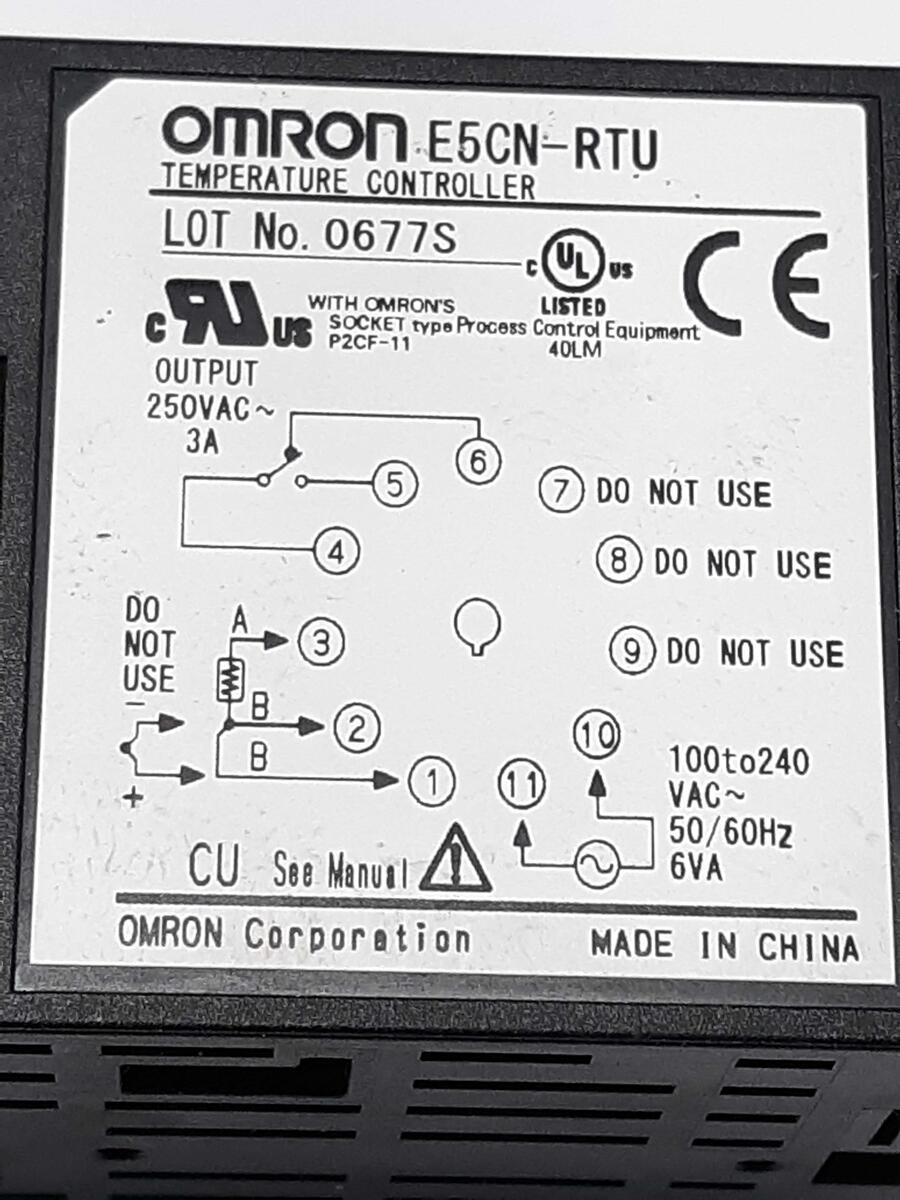 OMRON E5CN-RTU
TEMPERATURE CONTROLLER
LOT No. 0677S
c UL US
LISTED
c RU US
WITH OMRON'S
SOCKET type Process Control Equipment
P2CF-11 40LM
CE
OUTPUT
250VAC~
3A
6
5
4
7 DO NOT USE
8 DO NOT USE
9 DO NOT USE
DO
NOT
USE
A
3
B
2
B
1
-
+
11
10
100to240
VAC~
50/60Hz
6VA
CU See Manual !
OMRON Corporation MADE IN CHINA